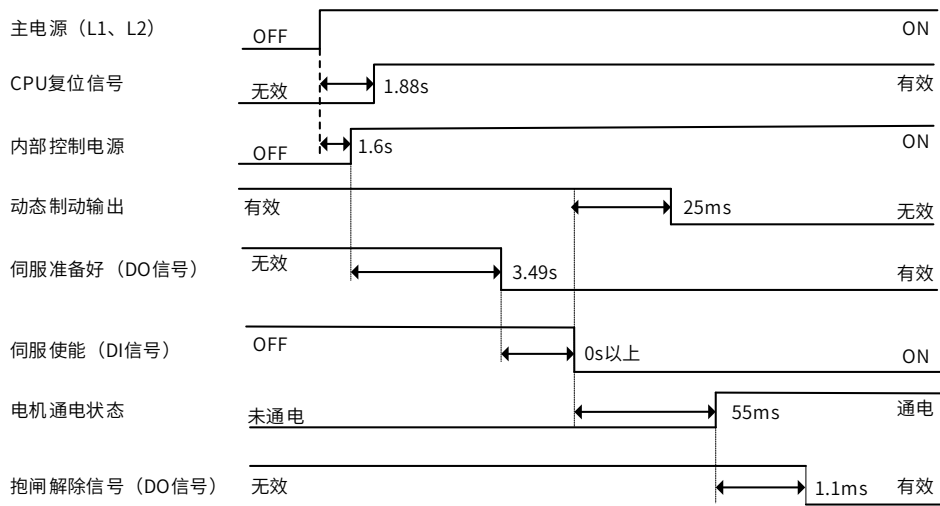 主电源（L1、L2） OFF ON
CPU复位信号 无效 1.88s 有效
内部控制电源 OFF 1.6s ON
动态制动输出 有效 25ms 无效
伺服准备好（DO信号） 无效 3.49s 有效
伺服使能（DI信号） OFF 0s以上 ON
电机通电状态 未通电 55ms 通电
抱闸解除信号（DO信号） 无效 1.1ms 有效